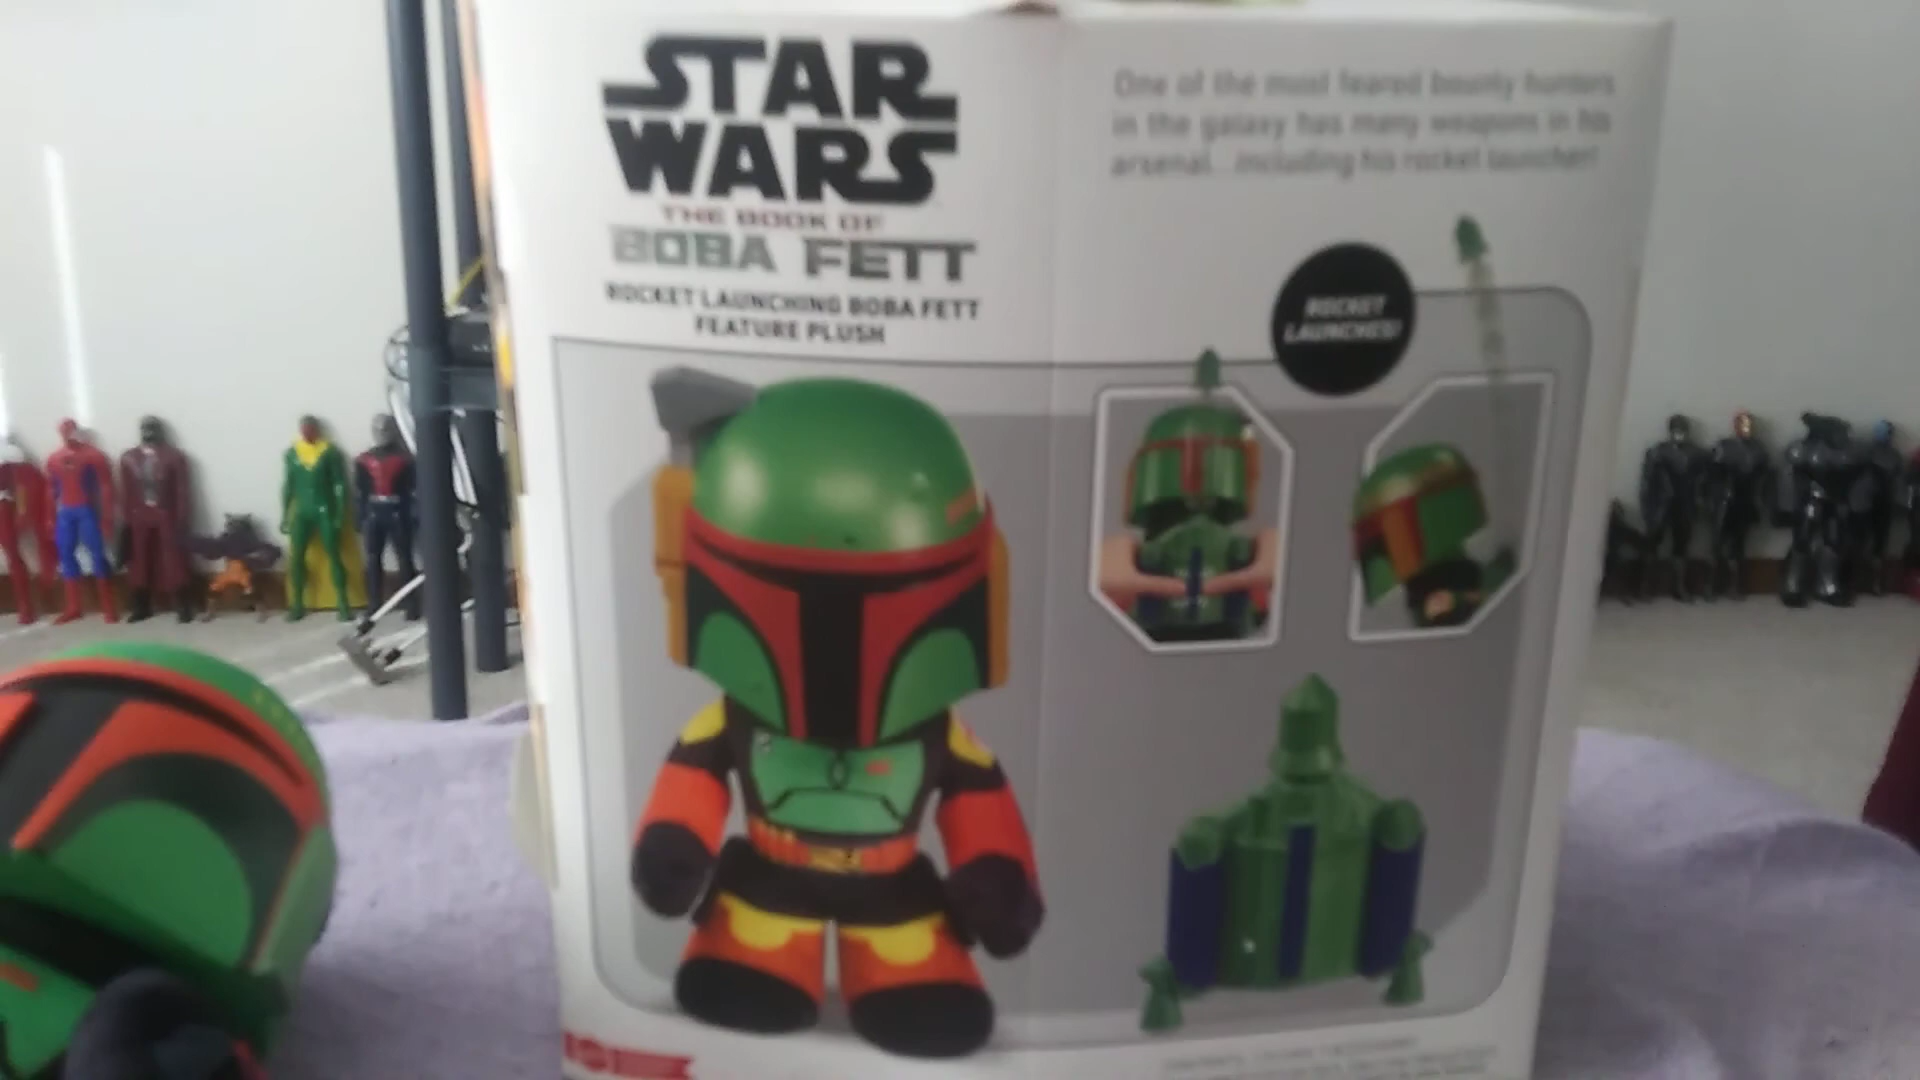 STAR
WARS
THE BOOK OF
BOBA FETT
ROCKET LAUNCHING BOBA FETT
FEATURE PLUSH
One of the most feared bounty hunters
in the galaxy has many weapons in his
arsenal...including his rocket launcher!
ROCKET
LAUNCHES!